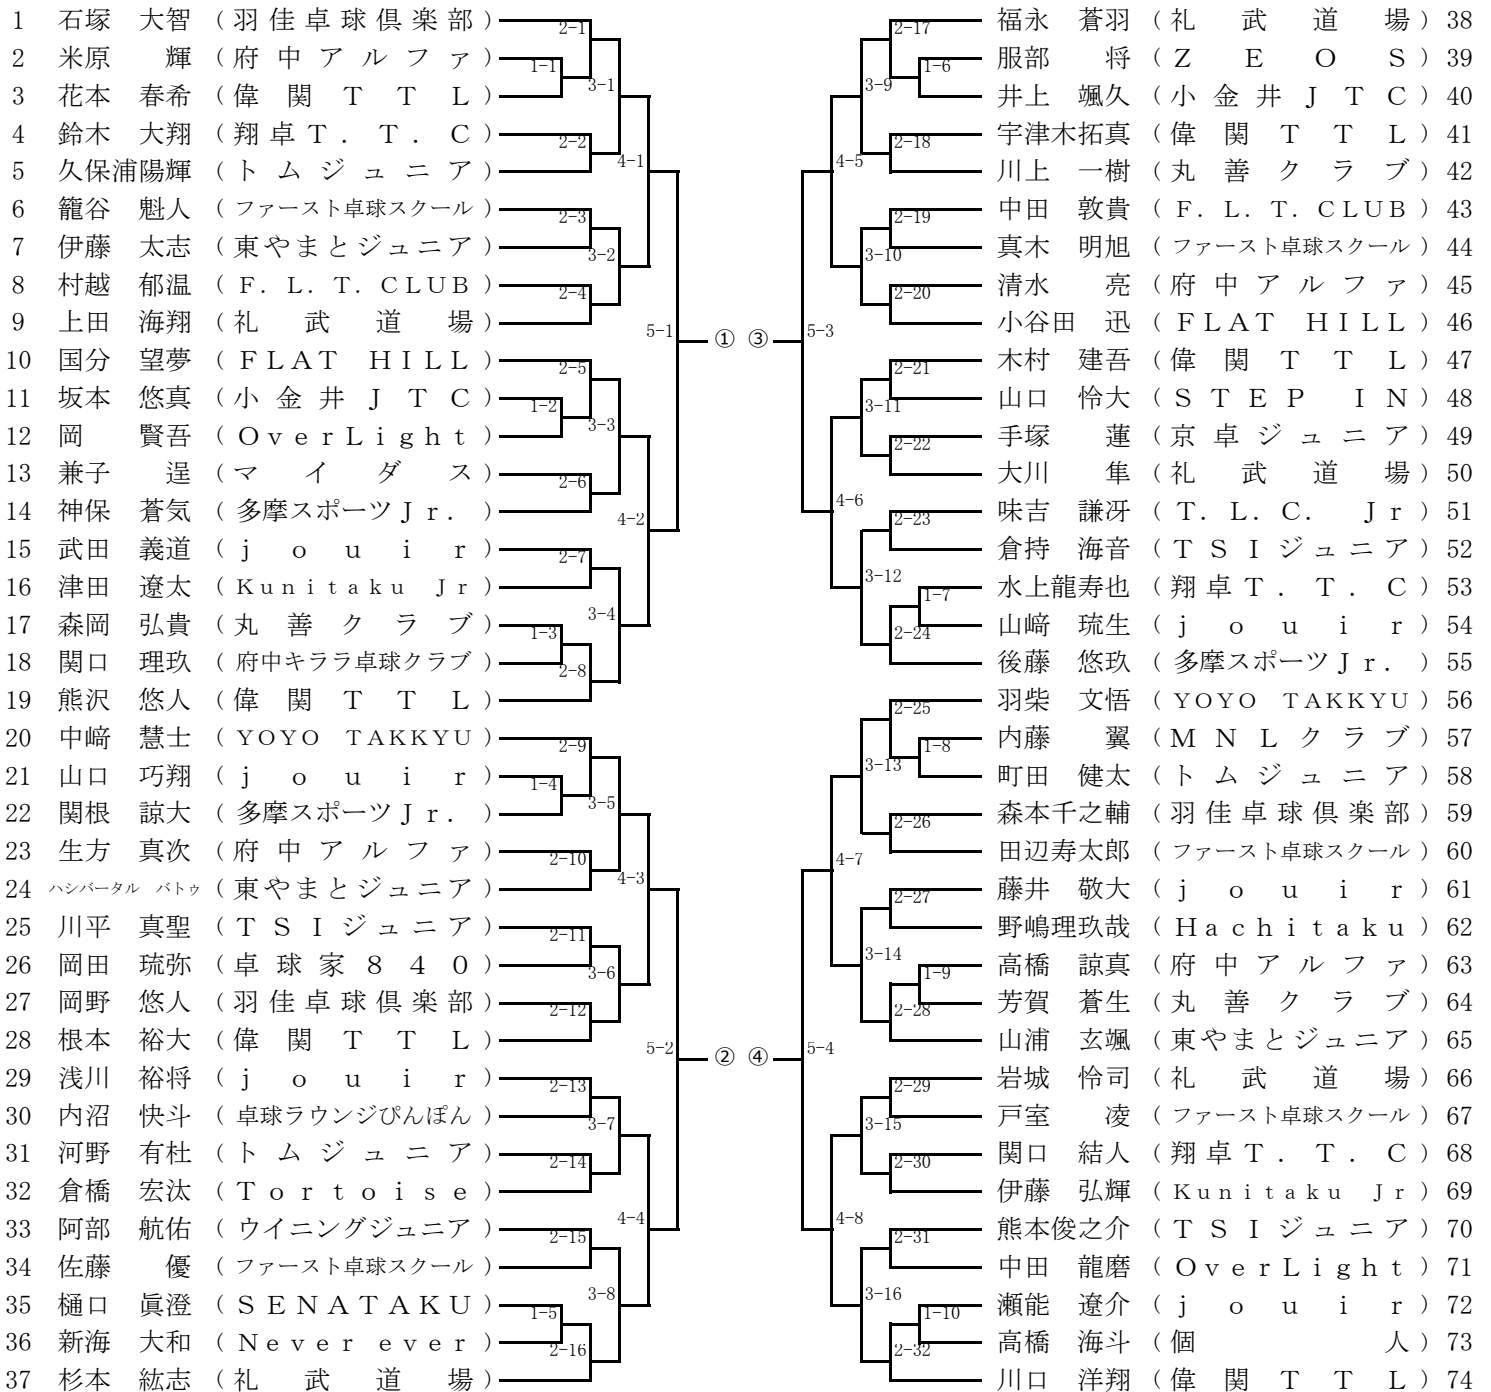 1 石塚 大智 (羽佳卓球倶楽部) 2-1
2 米原 輝 (府中アルファ) 1-1
3 花本 春希 (偉関TTL) 3-1
4 鈴木 大翔 (翔卓T.T.C) 2-2
5 久保浦陽輝 (トムジュニア) 4-1
6 籠谷 魁人 (ファースト卓球スクール) 2-3
7 伊藤 太志 (東やまとジュニア) 3-2
8 村越 郁温 (F.L.T.CLUB) 2-4
9 上田 海翔 (礼武道場) 5-1 ①
10 国分 望夢 (FLAT HILL) 2-5
11 坂本 悠真 (小金井JTC) 1-2
12 岡 賢吾 (OverLight) 3-3
13 兼子 逞 (マイダス) 2-6
14 神保 蒼気 (多摩スポーツJr.) 4-2
15 武田 義道 (jouir) 2-7
16 津田 遼太 (Kunitaku Jr) 3-4
17 森岡 弘貴 (丸善クラブ) 1-3
18 関口 理玖 (府中キララ卓球クラブ) 2-8
19 熊沢 悠人 (偉関TTL)
20 中﨑 慧士 (YOYO TAKKYU) 2-9
21 山口 巧翔 (jouir) 1-4
22 関根 諒大 (多摩スポーツJr.) 3-5
23 生方 真次 (府中アルファ) 2-10
24 ハシバータル バトゥ (東やまとジュニア) 4-3
25 川平 真聖 (TSIジュニア) 2-11
26 岡田 琉弥 (卓球家840) 3-6
27 岡野 悠人 (羽佳卓球倶楽部) 2-12
28 根本 裕大 (偉関TTL) 5-2 ②
29 浅川 裕将 (jouir) 2-13
30 内沼 快斗 (卓球ラウンジぴんぽん) 3-7
31 河野 有杜 (トムジュニア) 2-14
32 倉橋 宏汰 (Tortoise) 4-4
33 阿部 航佑 (ウイニングジュニア) 2-15
34 佐藤 優 (ファースト卓球スクール) 3-8
35 樋口 眞澄 (SENATAKU) 1-5
36 新海 大和 (Never ever) 2-16
37 杉本 紘志 (礼武道場)
2-17 福永 蒼羽 (礼武道場) 38
1-6 服部 将 (ZEOS) 39
3-9 井上 颯久 (小金井JTC) 40
2-18 宇津木拓真 (偉関TTL) 41
4-5 川上 一樹 (丸善クラブ) 42
2-19 中田 敦貴 (F.L.T.CLUB) 43
3-10 真木 明旭 (ファースト卓球スクール) 44
2-20 清水 亮 (府中アルファ) 45
③ 5-3 小谷田 迅 (FLAT HILL) 46
2-21 木村 建吾 (偉関TTL) 47
3-11 山口 怜大 (STEP IN) 48
2-22 手塚 蓮 (京卓ジュニア) 49
4-6 大川 隼 (礼武道場) 50
2-23 味吉 謙冴 (T.L.C. Jr) 51
3-12 倉持 海音 (TSIジュニア) 52
1-7 水上龍寿也 (翔卓T.T.C) 53
2-24 山﨑 琉生 (jouir) 54
後藤 悠玖 (多摩スポーツJr.) 55
2-25 羽柴 文悟 (YOYO TAKKYU) 56
1-8 内藤 翼 (MNLクラブ) 57
3-13 町田 健太 (トムジュニア) 58
2-26 森本千之輔 (羽佳卓球倶楽部) 59
4-7 田辺寿太郎 (ファースト卓球スクール) 60
2-27 藤井 敬大 (jouir) 61
3-14 野嶋理玖哉 (Hachitaku) 62
1-9 高橋 諒真 (府中アルファ) 63
2-28 芳賀 蒼生 (丸善クラブ) 64
④ 5-4 山浦 玄颯 (東やまとジュニア) 65
2-29 岩城 怜司 (礼武道場) 66
3-15 戸室 凌 (ファースト卓球スクール) 67
2-30 関口 結人 (翔卓T.T.C) 68
4-8 伊藤 弘輝 (Kunitaku Jr) 69
2-31 熊本俊之介 (TSIジュニア) 70
3-16 中田 龍磨 (OverLight) 71
1-10 瀬能 遼介 (jouir) 72
2-32 高橋 海斗 (個人) 73
川口 洋翔 (偉関TTL) 74